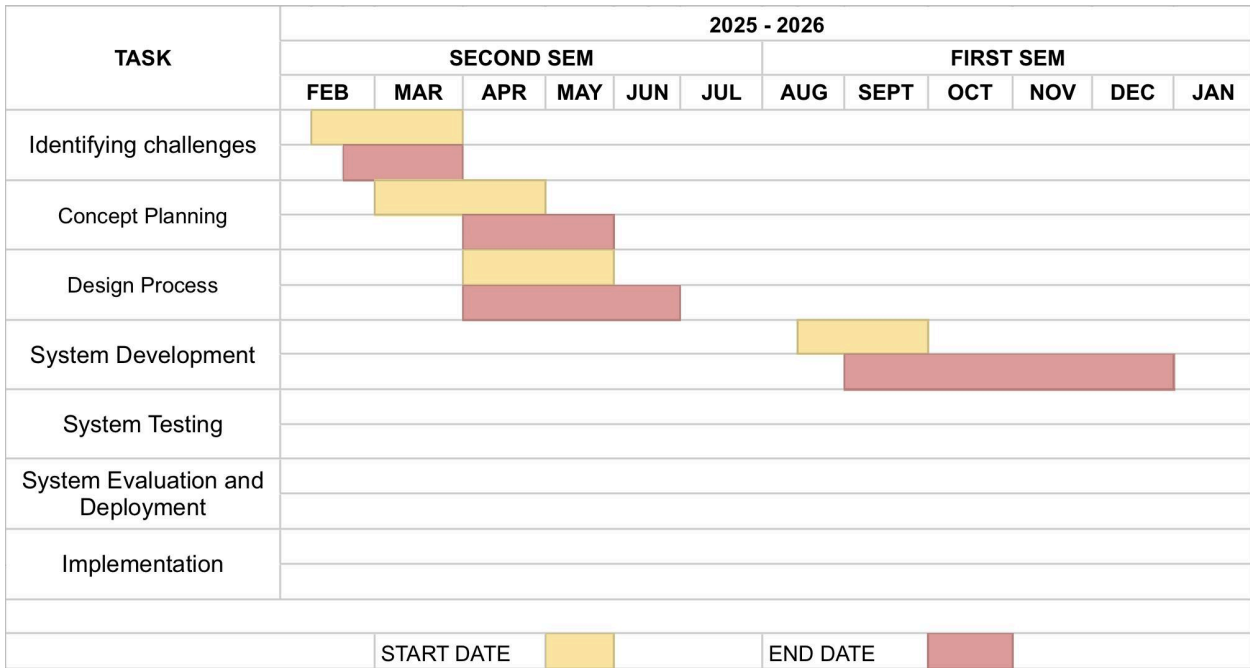 2025 - 2026
TASK
SECOND SEM
FIRST SEM
FEB MAR APR MAY JUN JUL AUG SEPT OCT NOV DEC JAN
Identifying challenges
Concept Planning
Design Process
System Development
System Testing
System Evaluation and
Deployment
Implementation
START DATE
END DATE